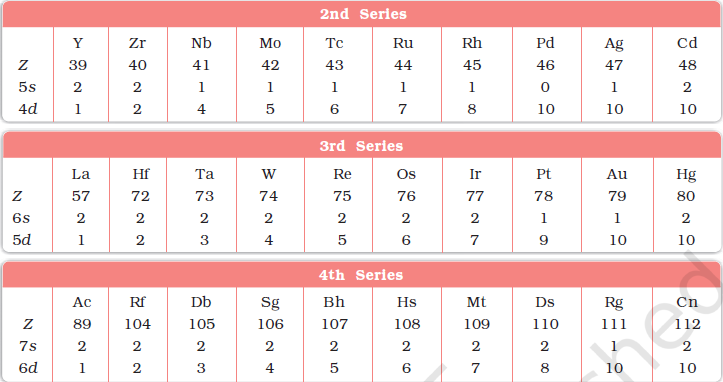 2nd Series
Y Zr Nb Mo Tc Ru Rh Pd Ag Cd
Z 39 40 41 42 43 44 45 46 47 48
5s 2 2 1 1 1 1 1 0 1 2
4d 1 2 4 5 6 7 8 10 10 10
3rd Series
La Hf Ta W Re Os Ir Pt Au Hg
Z 57 72 73 74 75 76 77 78 79 80
6s 2 2 2 2 2 2 2 1 1 2
5d 1 2 3 4 5 6 7 9 10 10
4th Series
Ac Rf Db Sg Bh Hs Mt Ds Rg Cn
Z 89 104 105 106 107 108 109 110 111 112
7s 2 2 2 2 2 2 2 2 1 2
6d 1 2 3 4 5 6 7 8 10 10